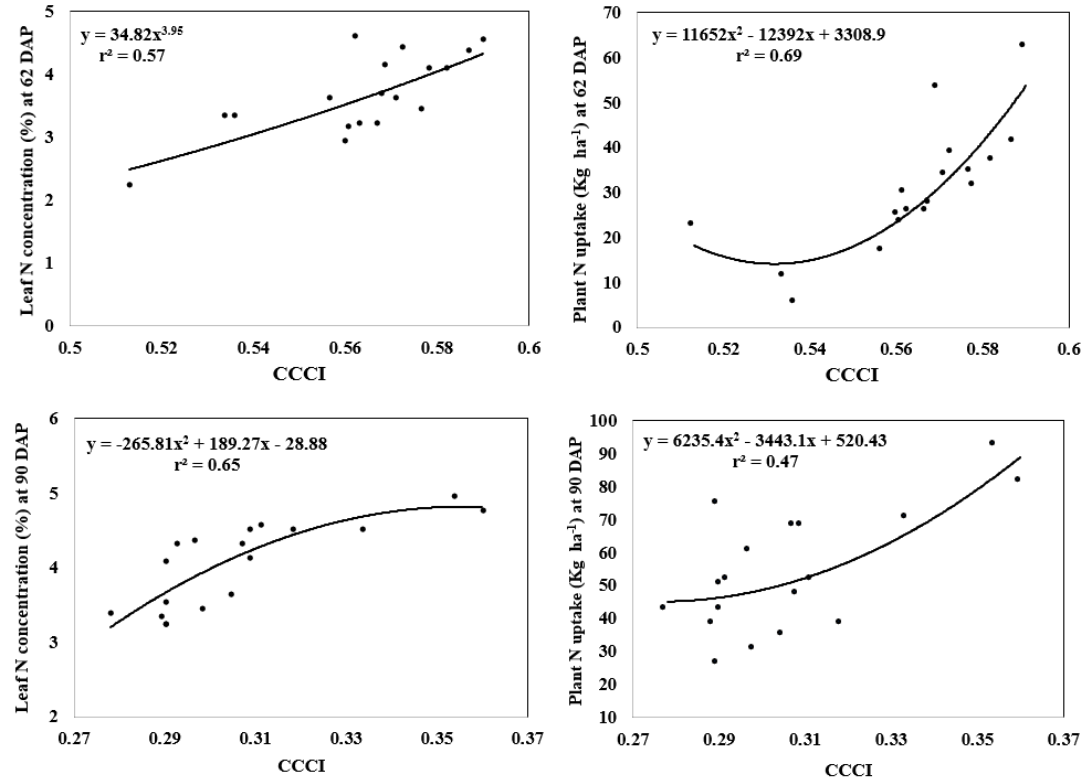 Leaf N concentration (%) at 62 DAP
y = 34.82x³·⁹⁵
r² = 0.57
5
4
3
2
1
0
0.5 0.52 0.54 0.56 0.58 0.6
CCCI
Plant N uptake (Kg ha⁻¹) at 62 DAP
y = 11652x² - 12392x + 3308.9
r² = 0.69
70
60
50
40
30
20
10
0
0.5 0.52 0.54 0.56 0.58 0.6
CCCI
Leaf N concentration (%) at 90 DAP
y = -265.81x² + 189.27x - 28.88
r² = 0.65
6
5
4
3
2
0.27 0.29 0.31 0.33 0.35 0.37
CCCI
Plant N uptake (Kg ha⁻¹) at 90 DAP
y = 6235.4x² - 3443.1x + 520.43
r² = 0.47
100
90
80
70
60
50
40
30
20
10
0.27 0.29 0.31 0.33 0.35 0.37
CCCI